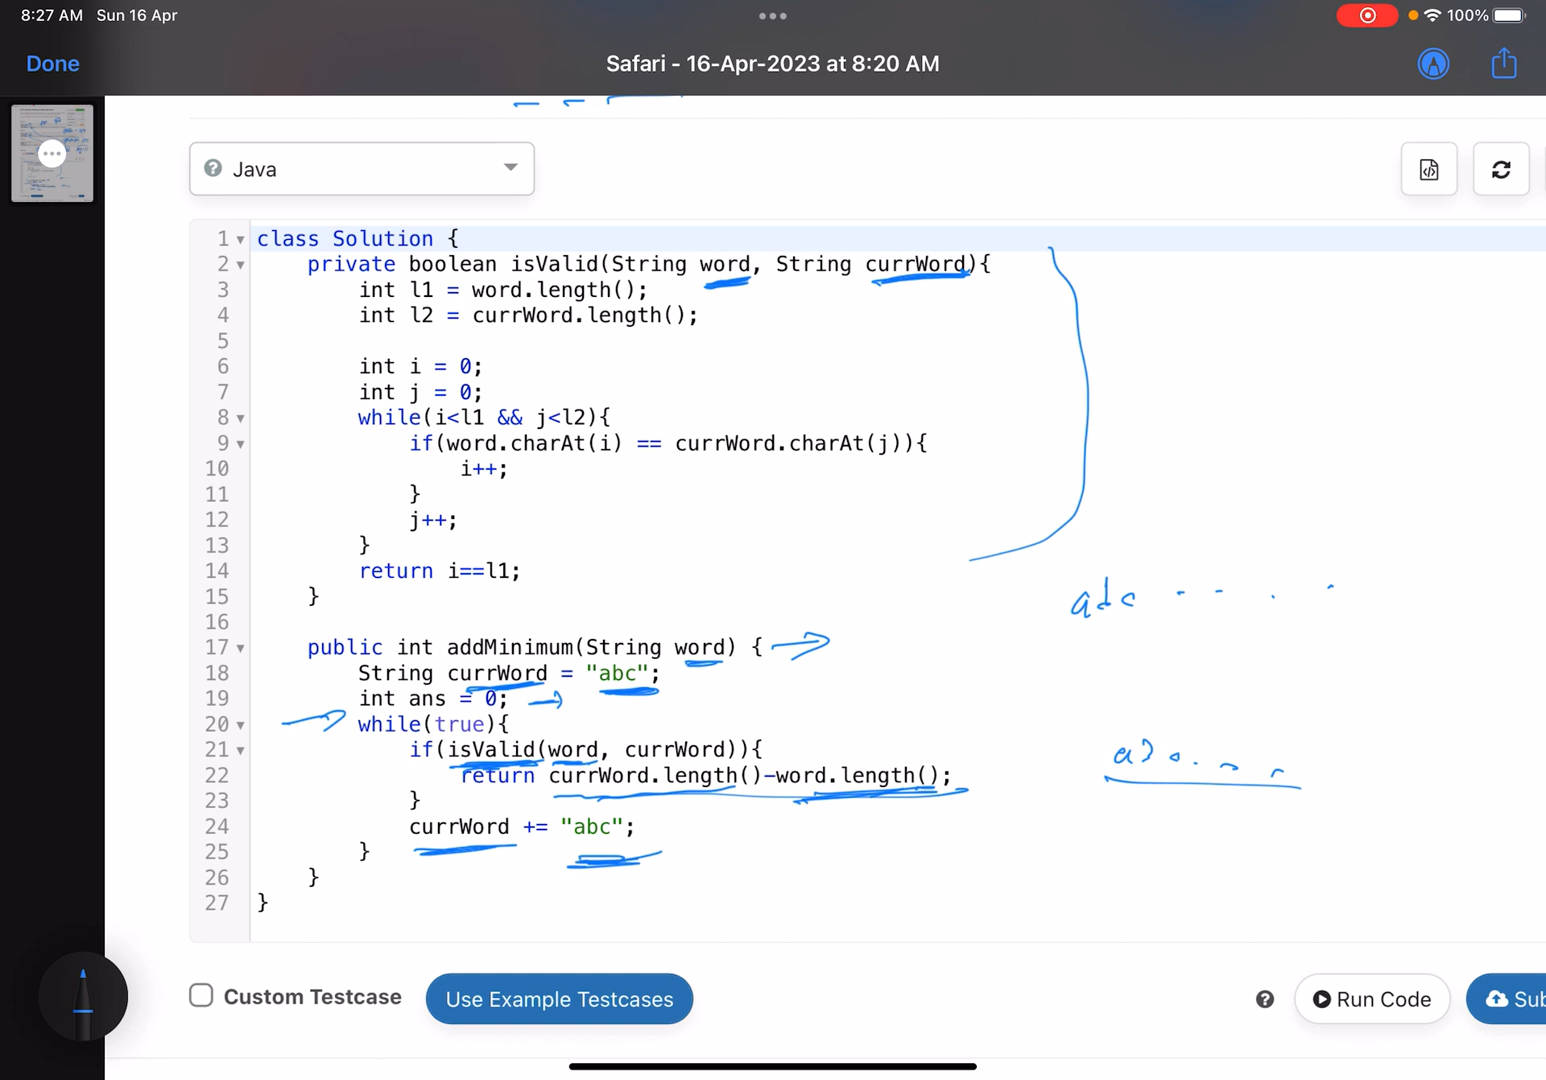 8:27 AM Sun 16 Apr
100%
Done
Safari - 16-Apr-2023 at 8:20 AM
Java
1 class Solution {
2 private boolean isValid(String word, String currWord){
3 int l1 = word.length();
4 int l2 = currWord.length();
5
6 int i = 0;
7 int j = 0;
8 while(i<l1 && j<l2){
9 if(word.charAt(i) == currWord.charAt(j)){
10 i++;
11 }
12 j++;
13 }
14 return i==l1;
15 }
16
abc
17 public int addMinimum(String word) {
18 String currWord = "abc";
19 int ans = 0;
20 while(true){
21 if(isValid(word, currWord)){
22 return currWord.length()-word.length();
23 }
24 currWord += "abc";
25 }
26 }
27 }
Custom Testcase
Use Example Testcases
Run Code
Sub